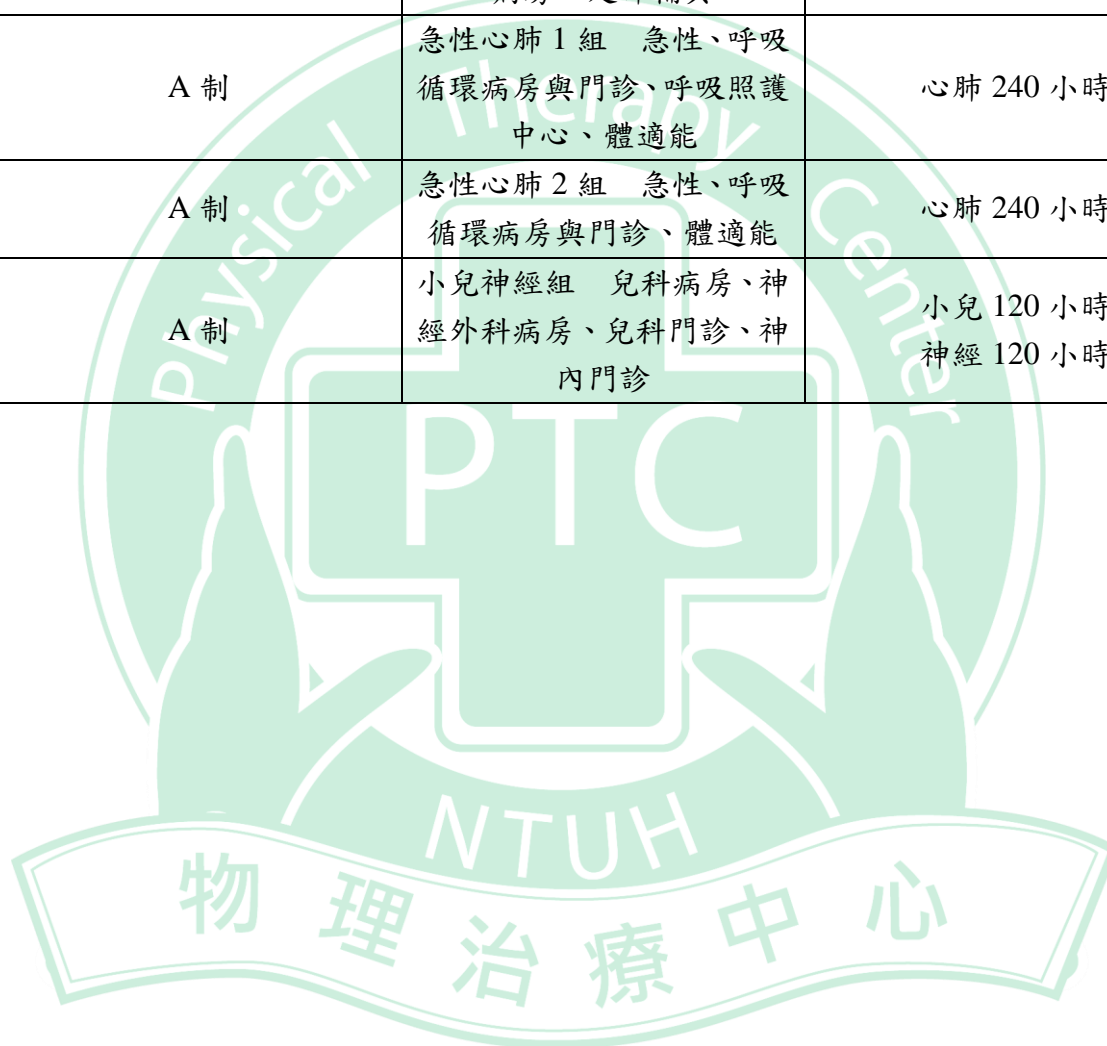 急性心肺 1 組　急性、呼吸
A 制
循環病房與門診、呼吸照護
心肺 240 小時
中心、體適能
急性心肺 2 組　急性、呼吸
A 制
循環病房與門診、體適能
心肺 240 小時
小兒神經組　兒科病房、神
A 制
經外科病房、兒科門診、神
內門診
小兒 120 小時
神經 120 小時
Physical Therapy Center
PTC
NTUH
物理治療中心